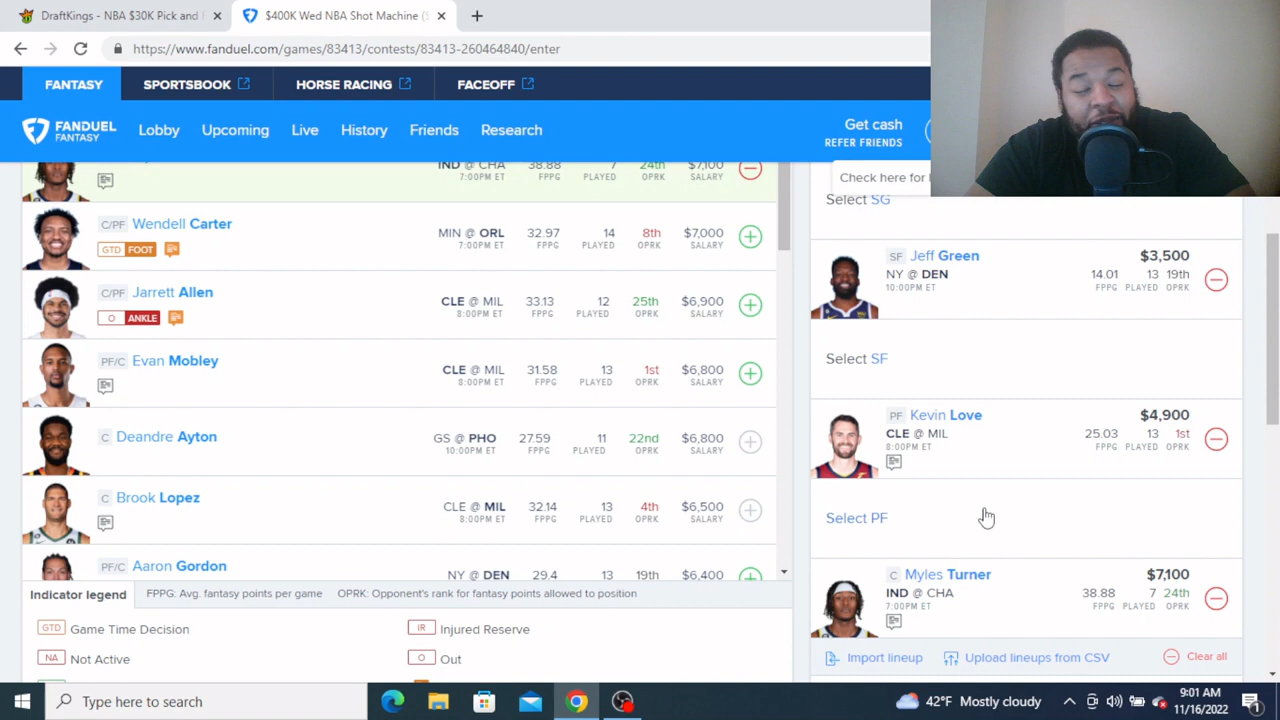 DraftKings - NBA $30K Pick and
$400K Wed NBA Shot Machine ($
https://www.fanduel.com/games/83413/contests/83413-260464840/enter
FANTASY SPORTSBOOK HORSE RACING FACEOFF
FANDUEL FANTASY Lobby Upcoming Live History Friends Research
Get cash
REFER FRIENDS
Check here for
IND @ CHA 38.88 7 24th $7,100
7:00PM ET FPPG PLAYED OPRK SALARY
C/PF Wendell Carter
GTD FOOT
MIN @ ORL 32.97 14 8th $7,000
7:00PM ET FPPG PLAYED OPRK SALARY
C/PF Jarrett Allen
O ANKLE
CLE @ MIL 33.13 12 25th $6,900
8:00PM ET FPPG PLAYED OPRK SALARY
PF/C Evan Mobley
CLE @ MIL 31.58 13 1st $6,800
8:00PM ET FPPG PLAYED OPRK SALARY
C Deandre Ayton
GS @ PHO 27.59 11 22nd $6,800
10:00PM ET FPPG PLAYED OPRK SALARY
C Brook Lopez
CLE @ MIL 32.14 13 4th $6,500
8:00PM ET FPPG PLAYED OPRK SALARY
PF/C Aaron Gordon
NY @ DEN 29.4 13 19th $6,400
Indicator legend
FPPG: Avg. fantasy points per game OPRK: Opponent's rank for fantasy points allowed to position
GTD Game Time Decision IR Injured Reserve
NA Not Active O Out
Select SG
SF Jeff Green $3,500
NY @ DEN 14.01 13 19th
10:00PM ET FPPG PLAYED OPRK
Select SF
PF Kevin Love $4,900
CLE @ MIL 25.03 13 1st
8:00PM ET FPPG PLAYED OPRK
Select PF
C Myles Turner $7,100
IND @ CHA 38.88 7 24th
7:00PM ET FPPG PLAYED OPRK
Import lineup Upload lineups from CSV Clear all
Type here to search
42°F Mostly cloudy
9:01 AM
11/16/2022
1